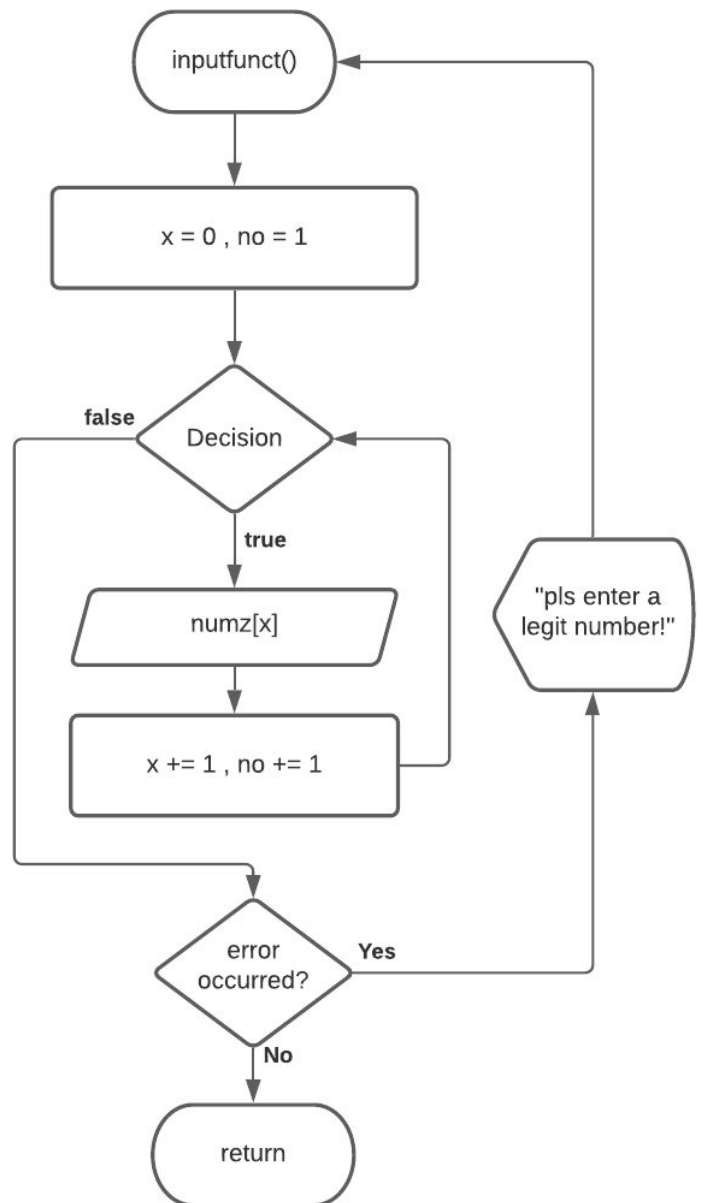 inputfunct()
x = 0 , no = 1
false
Decision
true
numz[x]
"pls enter a
legit number!"
x += 1 , no += 1
error
occurred?
Yes
No
return